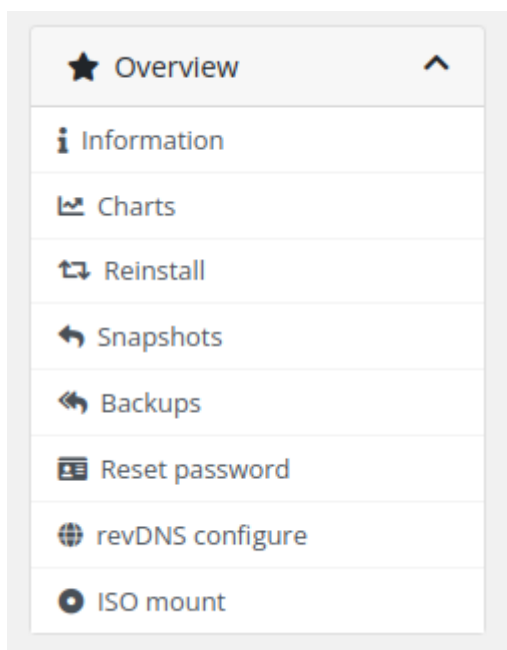 Overview
Information
Charts
Reinstall
Snapshots
Backups
Reset password
revDNS configure
ISO mount